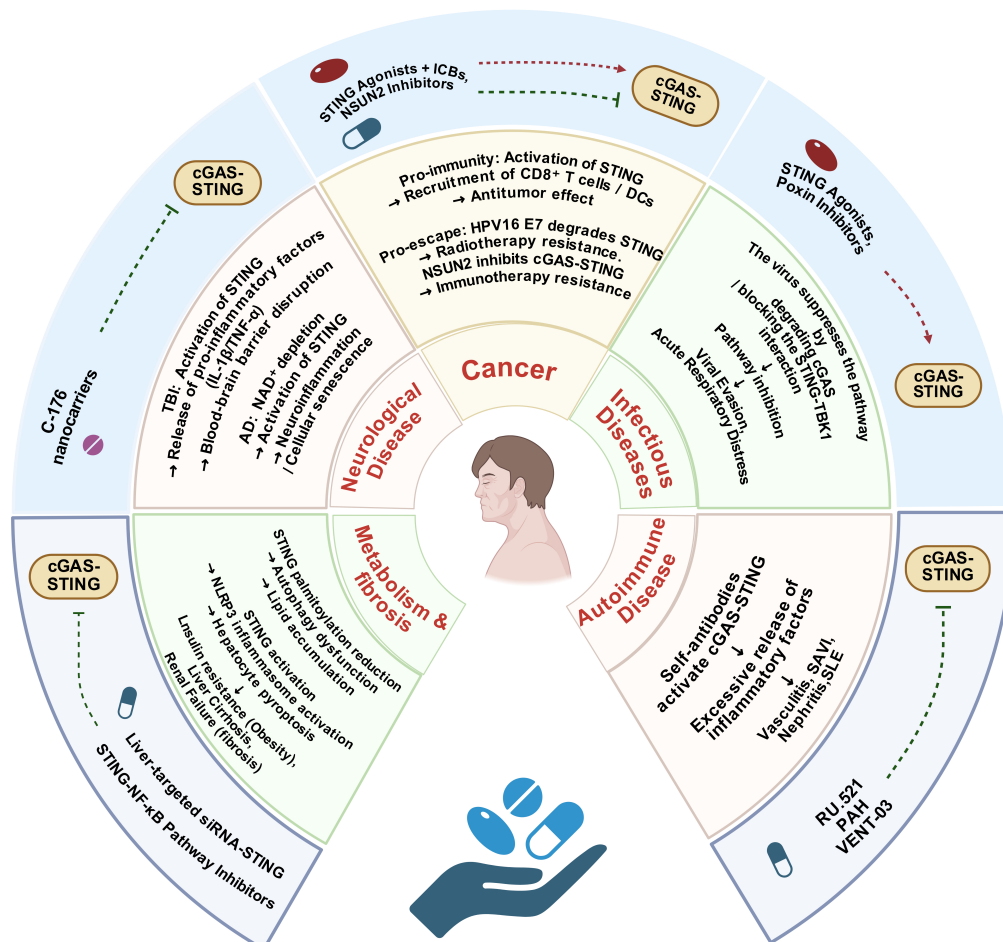 STING Agonists + ICBs,
NSUN2 Inhibitors
cGAS-
STING
Pro-immunity: Activation of STING
→ Recruitment of CD8⁺ T cells / DCs
→ Antitumor effect
Pro-escape: HPV16 E7 degrades STING
→ Radiotherapy resistance.
NSUN2 inhibits cGAS-STING
→ Immunotherapy resistance
Cancer
cGAS-
STING
C-176
nanocarriers
TBI: Activation of STING
→ Release of pro-inflammatory factors
(IL-1β/TNF-α)
→ Blood-brain barrier disruption
AD: NAD⁺ depletion
→ Activation of STING
→ Neuroinflammation
/ Cellular senescence
Neurological
Disease
STING Agonists,
Poxin Inhibitors
cGAS-
STING
The virus suppresses the pathway
by
degrading cGAS
/ blocking the STING-TBK1
interaction
↓
Pathway Inhibition
↓
Viral Evasion,
Acute Respiratory Distress
Infectious
Diseases
cGAS-
STING
Liver-targeted siRNA-STING
STING-NF-κB Pathway Inhibitors
STING palmitoylation reduction
→ Autophagy dysfunction
→ Lipid accumulation
STING activation
→ NLRP3 inflammasome activation
→ Hepatocyte pyroptosis
↓
Lnsulin resistance (Obesity),
Liver Cirrhosis,
Renal Failure (fibrosis)
Metabolism &
fibrosis
Autoimmune
Disease
Self-antibodies
activate cGAS-STING
↓
Excessive release of
inflammatory factors
↓
Vasculitis, SAVI,
Nephritis,SLE
cGAS-
STING
RU.521
PAH
VENT-03